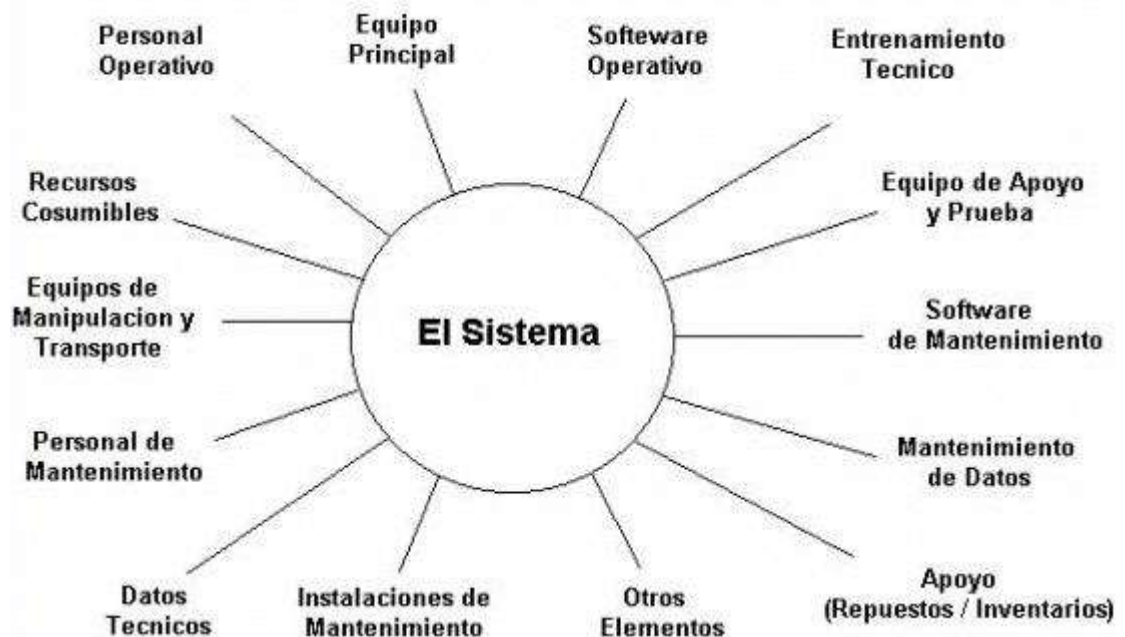 Personal
Operativo
Equipo
Principal
Softeware
Operativo
Entrenamiento
Tecnico
Recursos
Cosumibles
Equipo de Apoyo
y Prueba
Equipos de
Manipulacion y
Transporte
El Sistema
Software
de Mantenimiento
Personal de
Mantenimiento
Mantenimiento
de Datos
Datos
Tecnicos
Instalaciones de
Mantenimiento
Otros
Elementos
Apoyo
(Repuestos / Inventarios)